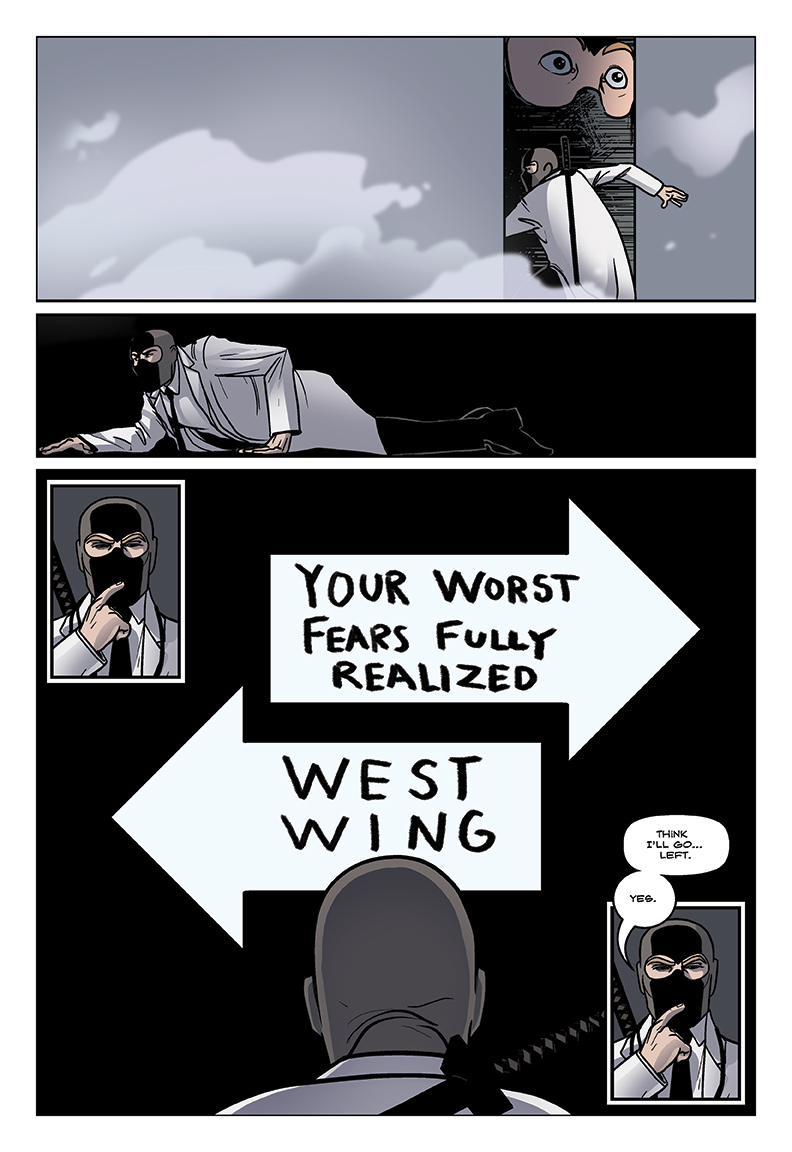 YOUR WORST
FEARS FULLY
REALIZED
WEST
WING
THINK
I'LL GO...
LEFT.
YES.